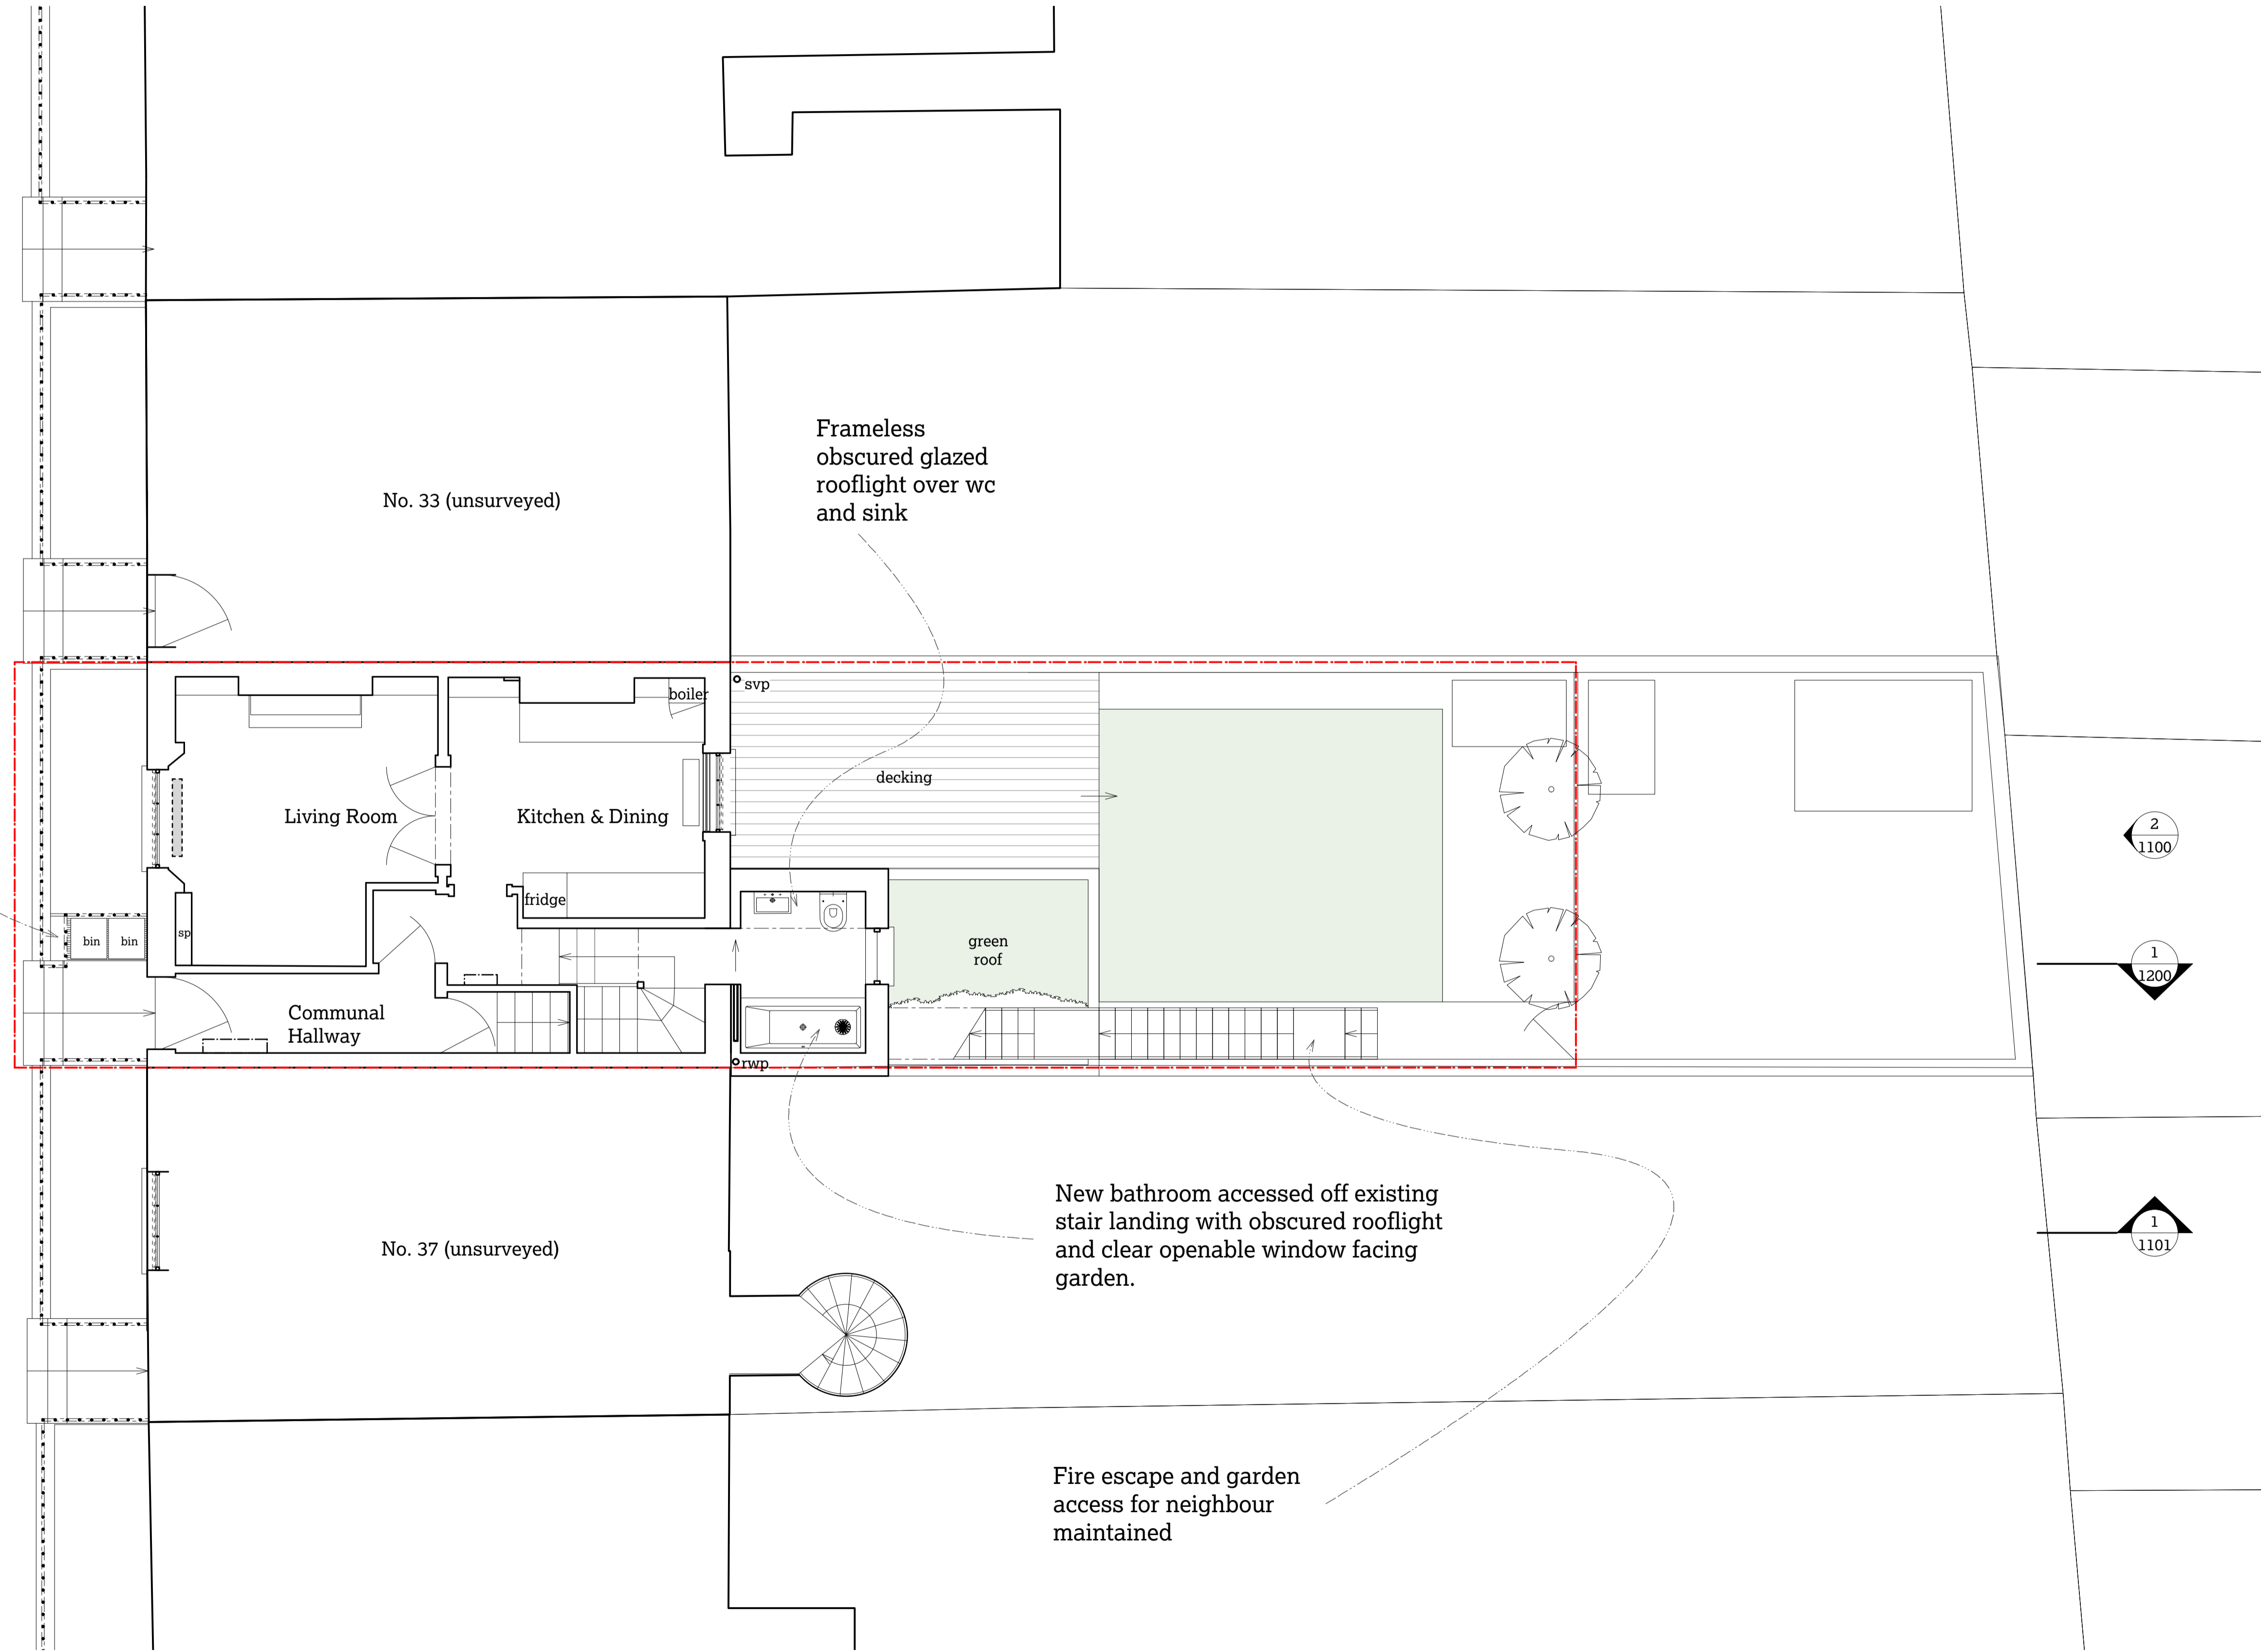 Frameless
obscured glazed
rooflight over wc
and sink
No. 33 (unsurveyed)
svp
boiler
decking
Living Room
Kitchen & Dining
2
1100
fridge
bin
bin
sp
green
roof
1
1200
Communal
Hallway
rwp
New bathroom accessed off existing
stair landing with obscured rooflight
and clear openable window facing
garden.
1
1101
No. 37 (unsurveyed)
Fire escape and garden
access for neighbour
maintained